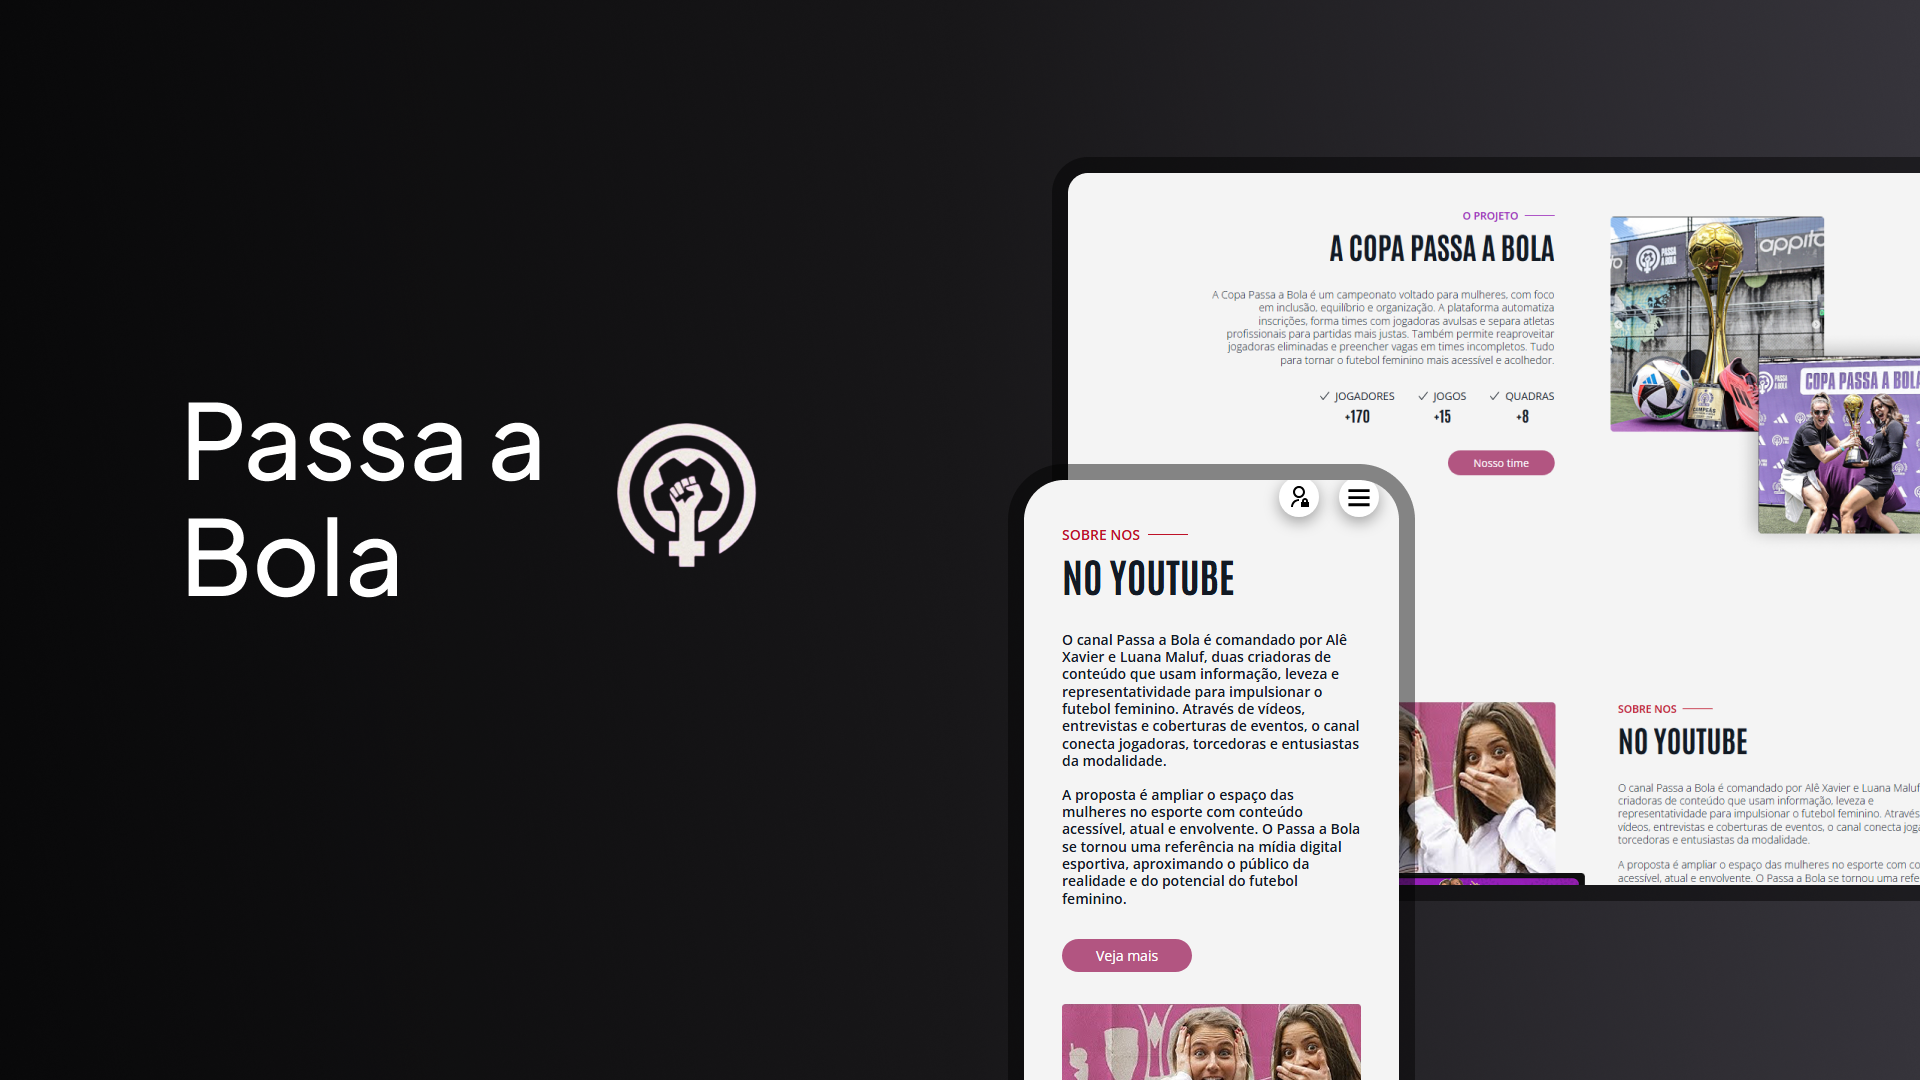 Passa a
Bola
O PROJETO
A COPA PASSA A BOLA
A Copa Passa a Bola é um campeonato voltado para mulheres, com foco
em inclusão, equilíbrio e organização. A plataforma automatiza
inscrições, forma times com jogadoras avulsas e separa atletas
profissionais para partidas mais justas. Também permite reaproveitar
jogadoras eliminadas e preencher vagas em times incompletos. Tudo
para tornar o futebol feminino mais acessível e acolhedor.
JOGADORES
+170
JOGOS
+15
QUADRAS
+8
Nosso time
PASSA
A BOLA
appito
COPA PASSA A BOLA
SOBRE NOS
NO YOUTUBE
O canal Passa a Bola é comandado por Alê
Xavier e Luana Maluf, duas criadoras de
conteúdo que usam informação, leveza e
representatividade para impulsionar o
futebol feminino. Através de vídeos,
entrevistas e coberturas de eventos, o canal
conecta jogadoras, torcedoras e entusiastas
da modalidade.
A proposta é ampliar o espaço das
mulheres no esporte com conteúdo
acessível, atual e envolvente. O Passa a Bola
se tornou uma referência na mídia digital
esportiva, aproximando o público da
realidade e do potencial do futebol
feminino.
Veja mais
SOBRE NOS
NO YOUTUBE
O canal Passa a Bola é comandado por Alê Xavier e Luana Maluf
criadoras de conteúdo que usam informação, leveza e
representatividade para impulsionar o futebol feminino. Através
vídeos, entrevistas e coberturas de eventos, o canal conecta joga
torcedoras e entusiastas da modalidade.
A proposta é ampliar o espaço das mulheres no esporte com co
acessível, atual e envolvente. O Passa a Bola se tornou uma refe